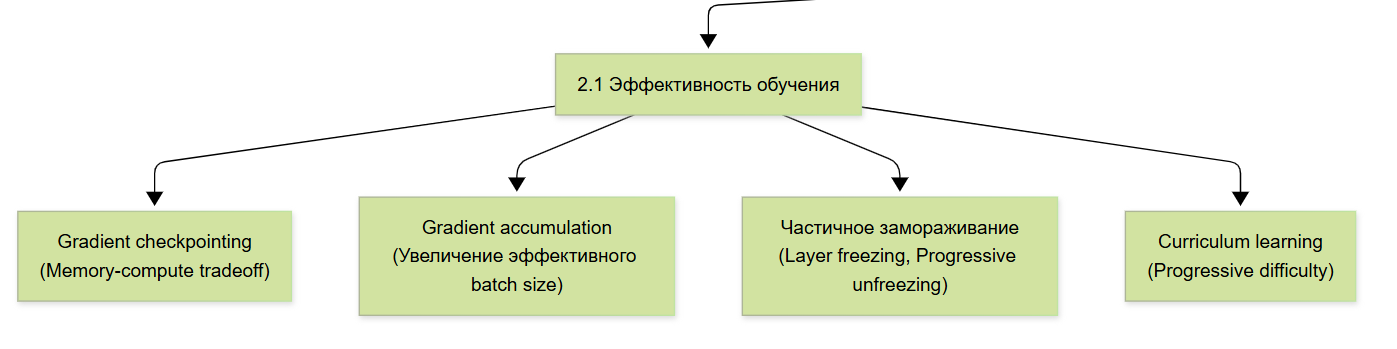 2.1 Эффективность обучения
Gradient checkpointing
(Memory-compute tradeoff)
Gradient accumulation
(Увеличение эффективного
batch size)
Частичное замораживание
(Layer freezing, Progressive
unfreezing)
Curriculum learning
(Progressive difficulty)